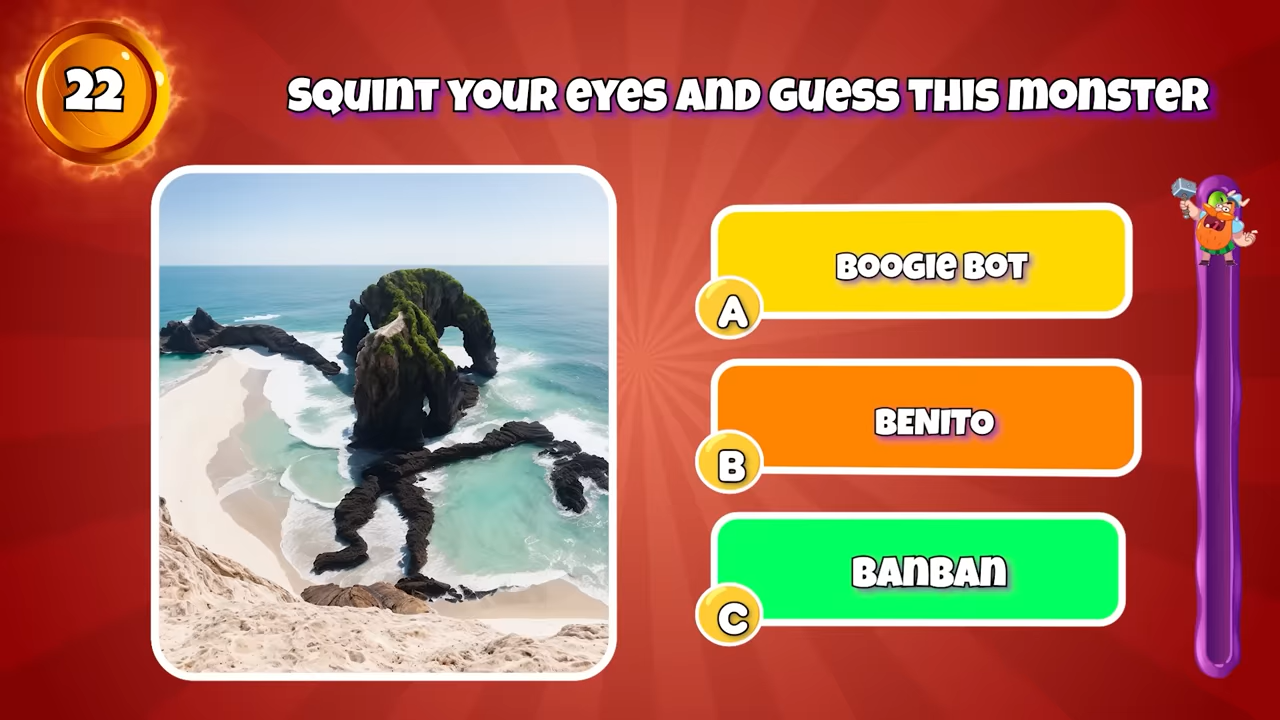 22
SQUINT YOUR EYES AND GUESS THIS MONSTER
BOOGIE BOT
A
BENITO
B
BANBAN
C